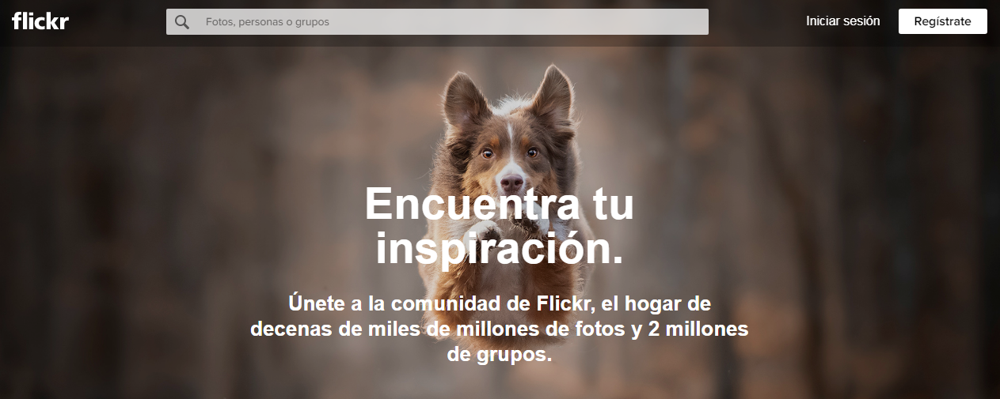 flickr
Fotos, personas o grupos
Iniciar sesión
Regístrate
Encuentra tu
inspiración.
Únete a la comunidad de Flickr, el hogar de
decenas de miles de millones de fotos y 2 millones
de grupos.